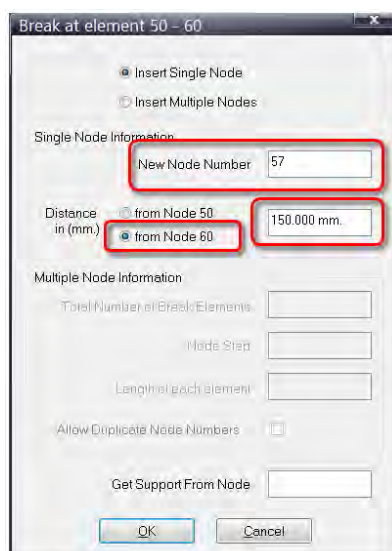 Break at element 50 - 60
x
Insert Single Node
Insert Multiple Nodes
Single Node Information
New Node Number 57
Distance in (mm.)
from Node 50
from Node 60
150.000 mm.
Multiple Node Information
Total Number of Break Elements
Node Step
Length of each element
Allow Duplicate Node Numbers
Get Support From Node
OK Cancel